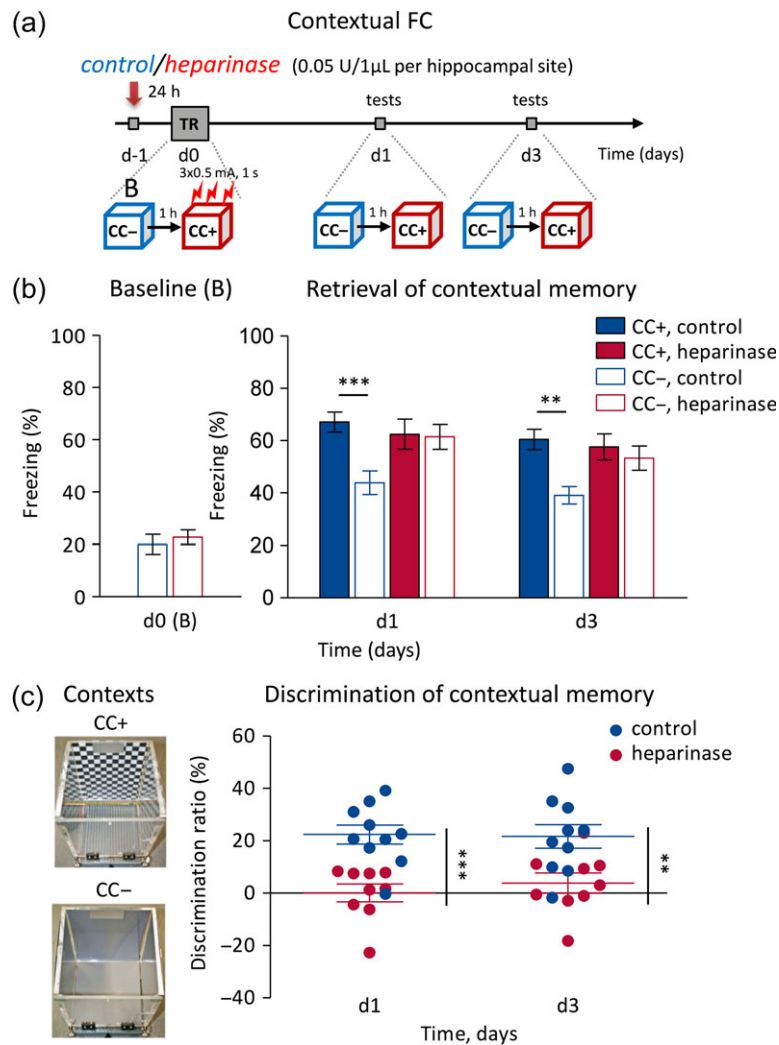 (a) Contextual FC
control/heparinase (0.05 U/1μL per hippocampal site)
24 h
tests tests
TR
d-1 d0 d1 d3 Time (days)
3x0.5 mA, 1 s
B
1 h 1 h 1 h
CC– CC+ CC– CC+ CC– CC+
(b) Baseline (B) Retrieval of contextual memory
CC+, control
CC+, heparinase
CC–, control
CC–, heparinase
Freezing (%)
100
80
60
40
20
0
d0 (B)
Freezing (%)
100
80
60
40
20
0
*** **
d1 d3
Time (days)
(c) Contexts Discrimination of contextual memory
CC+
CC–
control
heparinase
Discrimination ratio (%)
60
40
20
0
–20
–40
*** **
d1 d3
Time, days